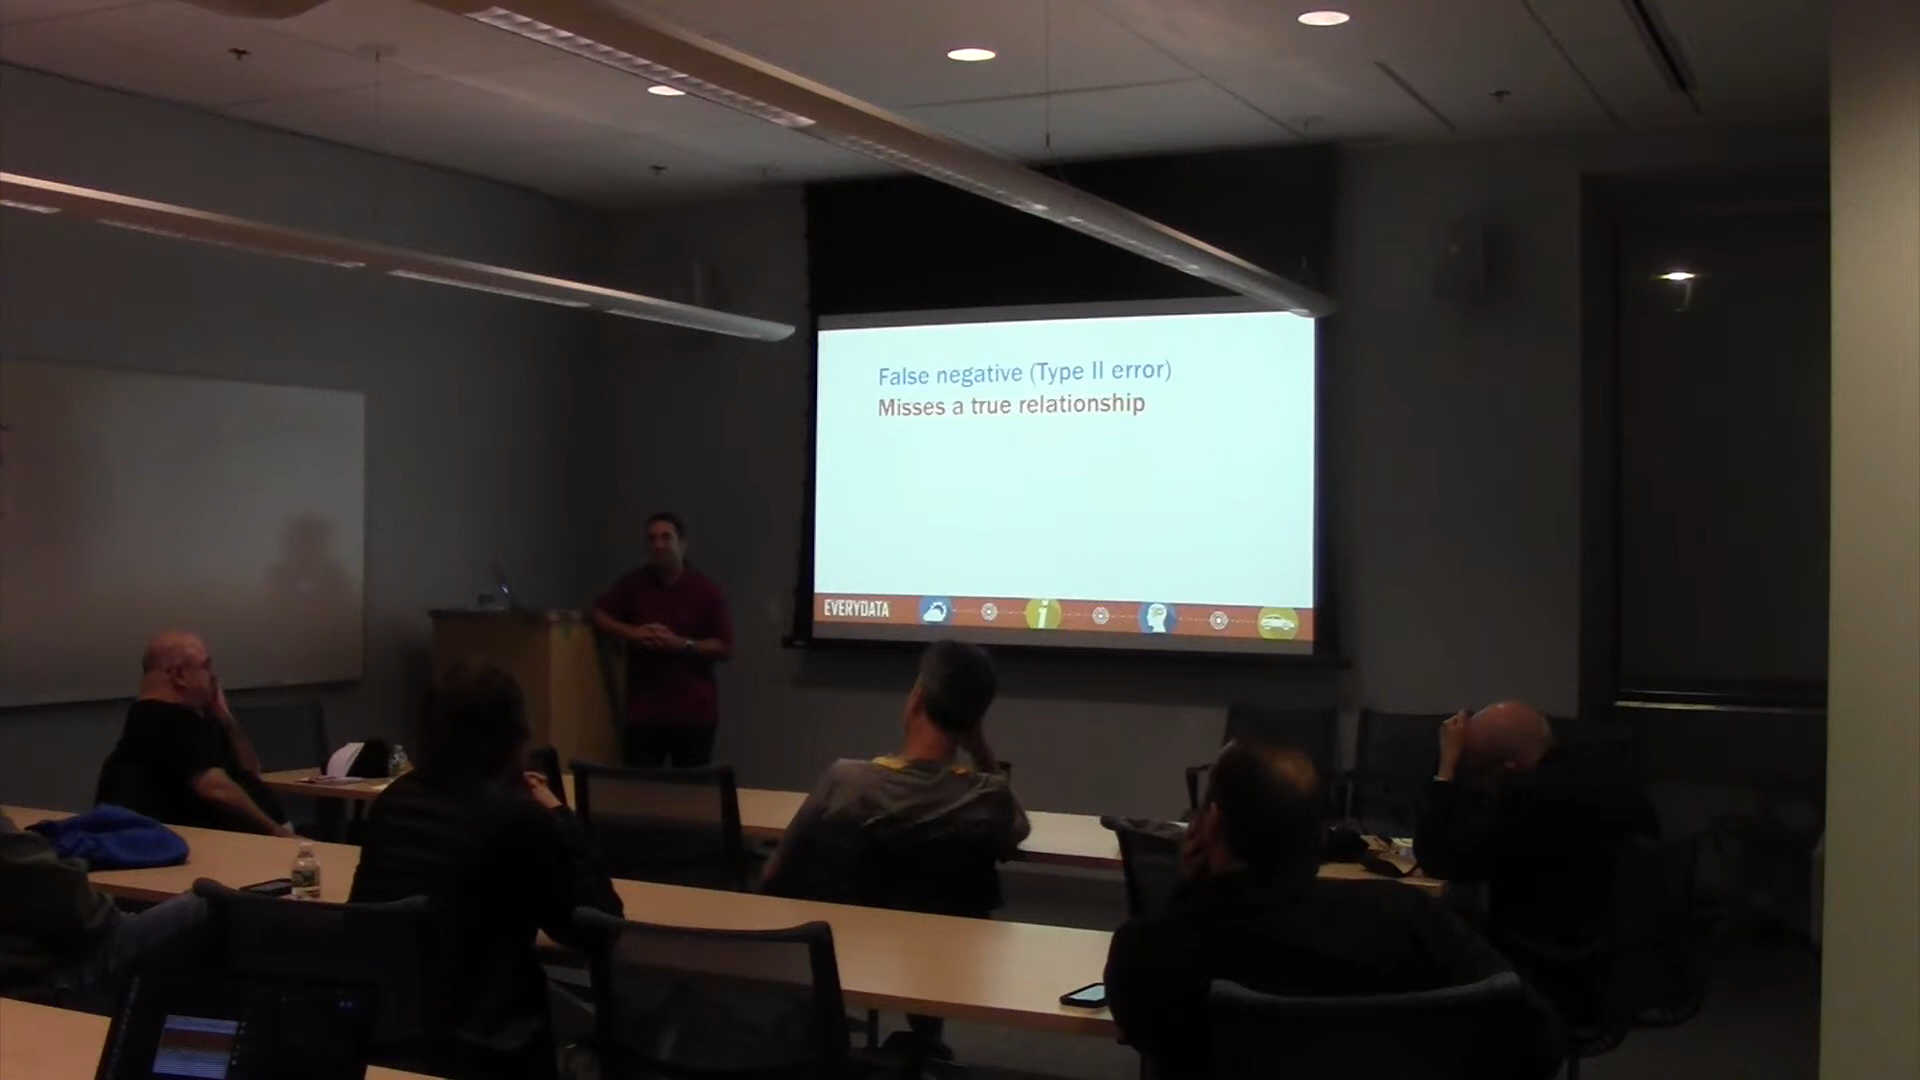 False negative (Type II error)
Misses a true relationship
EVERYDATA